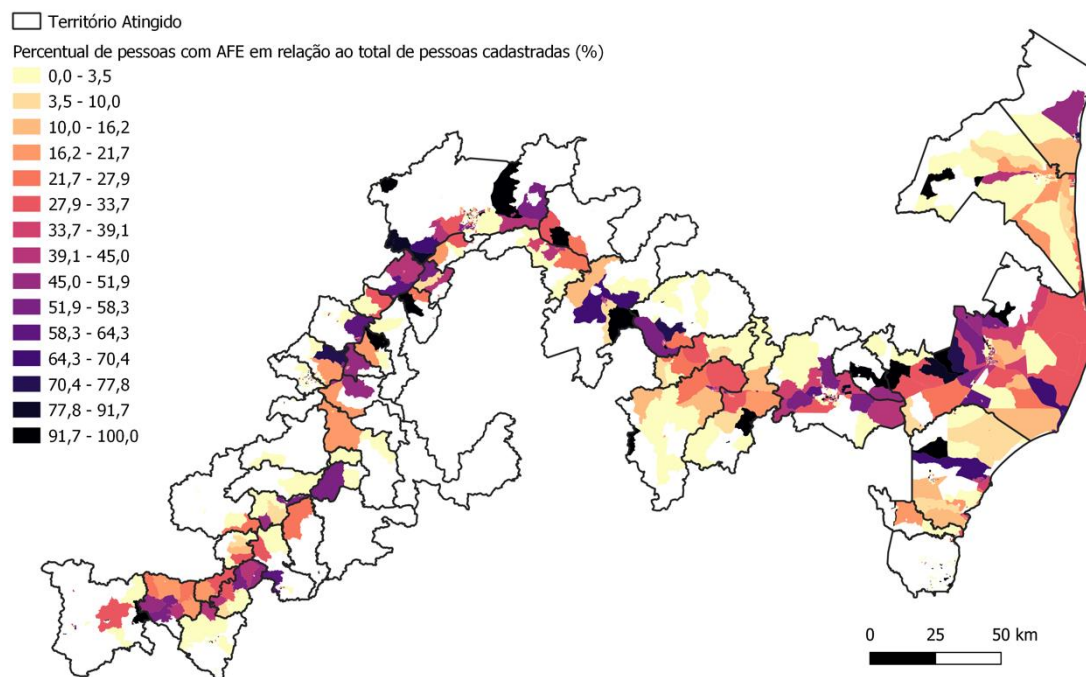 Território Atingido
Percentual de pessoas com AFE em relação ao total de pessoas cadastradas (%)
0,0 - 3,5
3,5 - 10,0
10,0 - 16,2
16,2 - 21,7
21,7 - 27,9
27,9 - 33,7
33,7 - 39,1
39,1 - 45,0
45,0 - 51,9
51,9 - 58,3
58,3 - 64,3
64,3 - 70,4
70,4 - 77,8
77,8 - 91,7
91,7 - 100,0
0 25 50 km